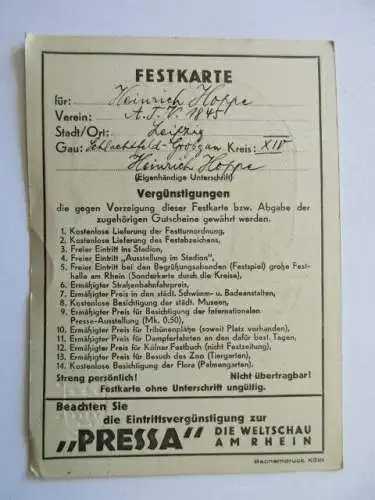 FESTKARTE
für: Heinrich Hoppe
Verein: A. T. V. 1845
Stadt/Ort: Leipzig
Gau: Schlachtfeld-Großgau Kreis: XIV
Heinrich Hoppe
(Eigenhändige Unterschrift)
Vergünstigungen
die gegen Vorzeigung dieser Festkarte bzw. Abgabe der
zugehörigen Gutscheine gewährt werden.
1. Kostenlose Lieferung der Festturnordnung,
2. Kostenlose Lieferung des Festabzeichens,
3. Freier Eintritt ins Stadion,
4. Freier Eintritt „Ausstellung im Stadion",
5. Freier Eintritt bei den Begrüßungsabenden (Festspiel) große Fest-
halle am Rhein (Sonderkarte durch die Kreise),
6. Ermäßigter Straßenbahnfahrpreis,
7. Ermäßigter Preis in den städt. Schwimm- u. Badeanstalten,
8. Kostenlose Besichtigung der städt. Museen,
9. Ermäßigter Preis für Besichtigung der Internationalen
Presse-Ausstellung (Mk. 0.50),
10. Ermäßigter Preis für Tribünenplätze (soweit Platz vorhanden),
11. Ermäßigter Preis für Dampferfahrten an den dafür best. Tagen,
12. Ermäßigter Preis für Kölner Festbuch (nicht Festzeitung),
13. Ermäßigter Preis für Besuch des Zoo (Tiergarten),
14. Kostenlose Besichtigung der Flora (Palmengarten).
Streng persönlich! Nicht übertragbar!
Festkarte ohne Unterschrift ungültig.
Beachten Sie
die Eintrittsvergünstigung zur
„PRESSA" DIE WELTSCHAU
AM RHEIN
Bachemdruck Köln